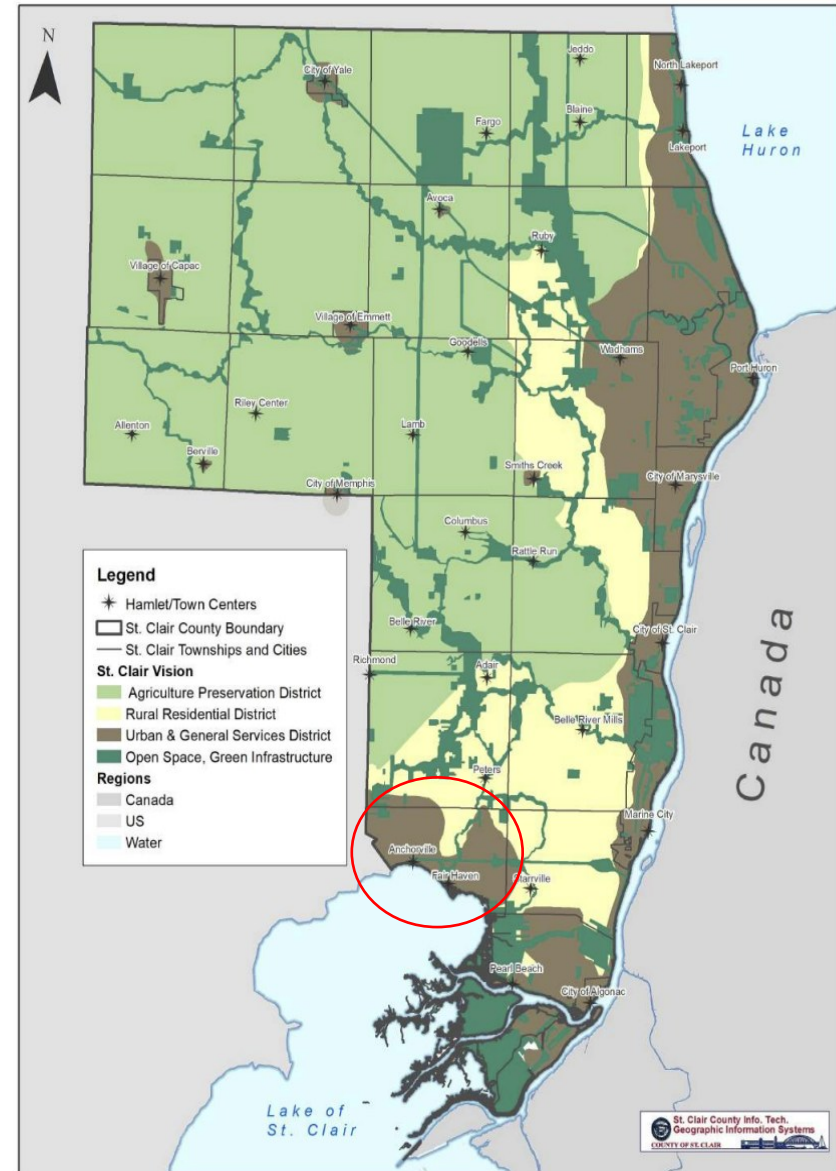 N
Jeddo
City of Yale
North Lakeport
Blaine
Fargo
Lakeport
Lake
Huron
Avoca
Ruby
Village of Capac
Village of Emmett
Goodells
Wadhams
Port Huron
Riley Center
Allenton
Lamb
Berville
Smiths Creek
City of Memphis
City of Marysville
Columbus
Rattle Run
Legend
Hamlet/Town Centers
St. Clair County Boundary
St. Clair Townships and Cities
St. Clair Vision
Agriculture Preservation District
Rural Residential District
Urban & General Services District
Open Space, Green Infrastructure
Regions
Canada
US
Water
Belle River
City of St. Clair
Richmond
Adair
Canada
Belle River Mills
Peters
Marine City
Anchorville
Fair Haven
Starrville
Pearl Beach
City of Algonac
Lake of
St. Clair
St. Clair County Info. Tech.
Geographic Information Systems
COUNTY OF ST. CLAIR